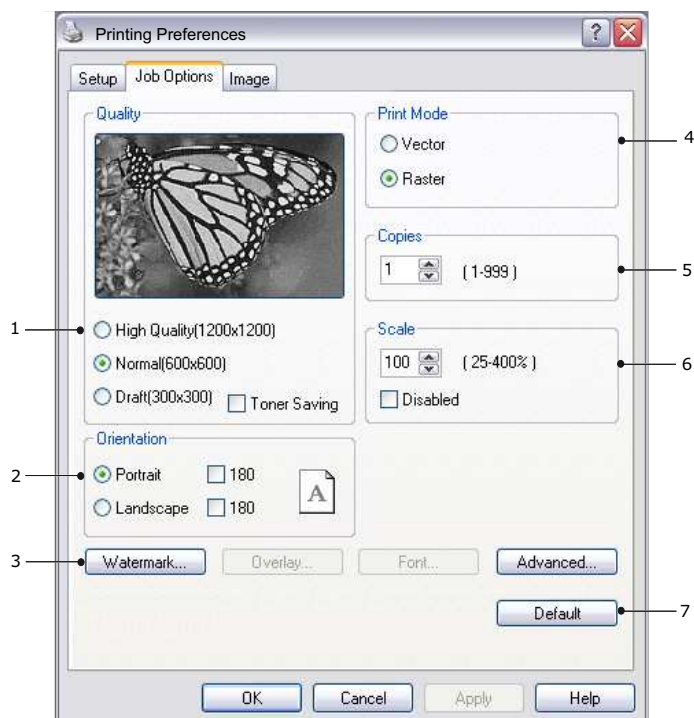 Printing Preferences
Setup Job Options Image
Quality
1
High Quality(1200x1200)
Normal(600x600)
Draft(300x300) Toner Saving
Orientation
2
Portrait 180
A
Landscape 180
Print Mode
Vector
4
Raster
Copies
1 (1-999) 5
Scale
100 (25-400%) 6
Disabled
3 Watermark... Overlay... Font... Advanced...
Default 7
OK Cancel Apply Help